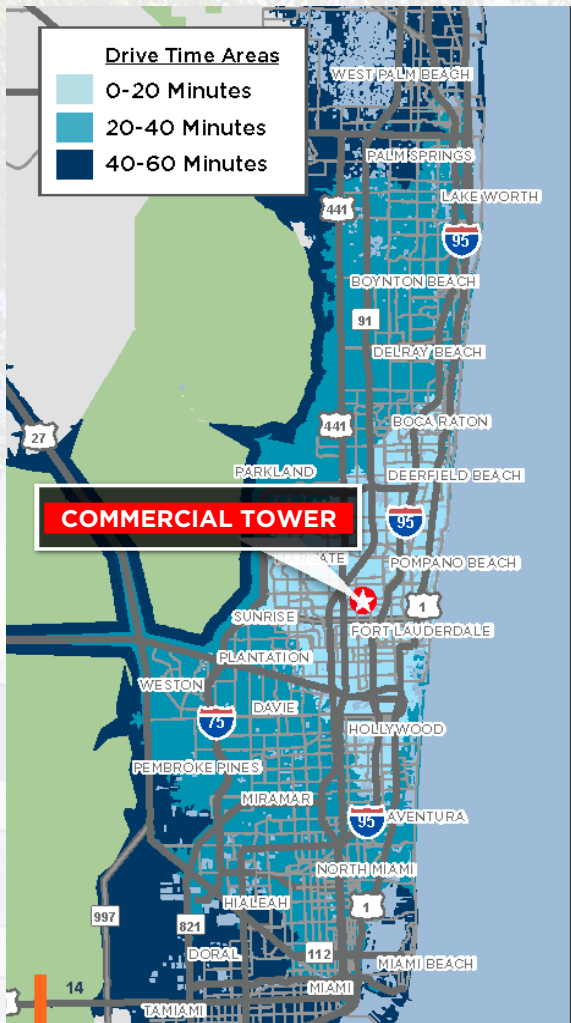 Drive Time Areas
0-20 Minutes
20-40 Minutes
40-60 Minutes
WEST PALM BEACH
PALM SPRINGS
LAKE WORTH
441
95
BOYNTON BEACH
91
DELRAY BEACH
441
BOCA RATON
27
PARKLAND
DEERFIELD BEACH
COMMERCIAL TOWER
95
POMPANO BEACH
1
SUNRISE
FORT LAUDERDALE
PLANTATION
WESTON
DAVIE
75
HOLLYWOOD
PEMBROKE PINES
MIRAMAR
95
AVENTURA
NORTH MIAMI
HIALEAH
1
997
821
DORAL
112
MIAMI BEACH
14
MIAMI
TAMIAMI